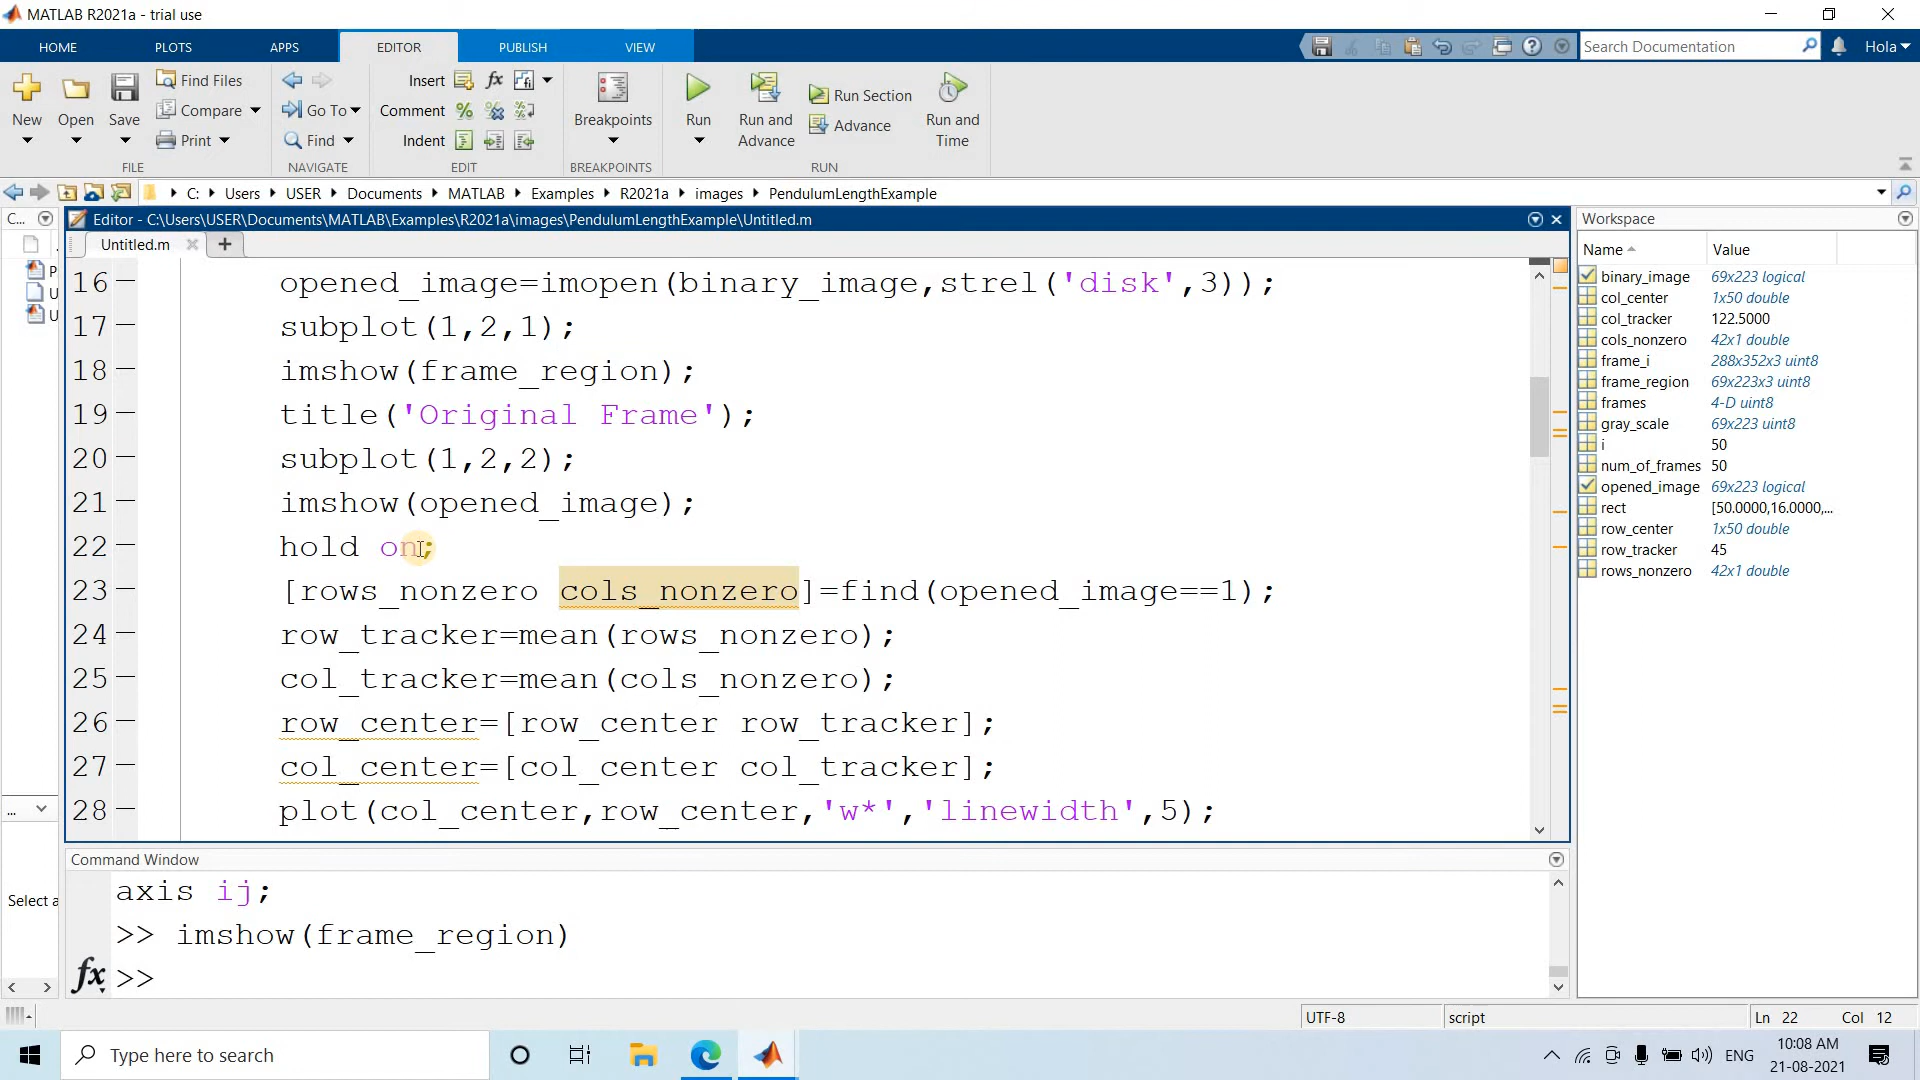 MATLAB R2021a - trial use
HOME PLOTS APPS EDITOR PUBLISH VIEW
Search Documentation
Hola
New Open Save
Find Files
Compare
Print
Go To
Find
Insert
Comment
Indent
fx
Breakpoints
Run
Run and Advance
Run Section
Advance
Run and Time
FILE NAVIGATE EDIT BREAKPOINTS RUN
C: Users USER Documents MATLAB Examples R2021a images PendulumLengthExample
C...
Editor - C:\Users\USER\Documents\MATLAB\Examples\R2021a\images\PendulumLengthExample\Untitled.m
Untitled.m
P
U
U
16 opened_image=imopen(binary_image,strel('disk',3));
17 subplot(1,2,1);
18 imshow(frame_region);
19 title('Original Frame');
20 subplot(1,2,2);
21 imshow(opened_image);
22 hold on;
23 [rows_nonzero cols_nonzero]=find(opened_image==1);
24 row_tracker=mean(rows_nonzero);
25 col_tracker=mean(cols_nonzero);
26 row_center=[row_center row_tracker];
27 col_center=[col_center col_tracker];
28 plot(col_center,row_center,'w*','linewidth',5);
...
Select a
Command Window
axis ij;
>> imshow(frame_region)
fx >>
Workspace
Name Value
binary_image 69x223 logical
col_center 1x50 double
col_tracker 122.5000
cols_nonzero 42x1 double
frame_i 288x352x3 uint8
frame_region 69x223x3 uint8
frames 4-D uint8
gray_scale 69x223 uint8
i 50
num_of_frames 50
opened_image 69x223 logical
rect [50.0000,16.0000,...
row_center 1x50 double
row_tracker 45
rows_nonzero 42x1 double
UTF-8 script Ln 22 Col 12
Type here to search
ENG
10:08 AM
21-08-2021